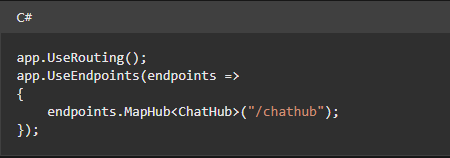 C#
app.UseRouting();
app.UseEndpoints(endpoints =>
{
    endpoints.MapHub<ChatHub>("/chathub");
});